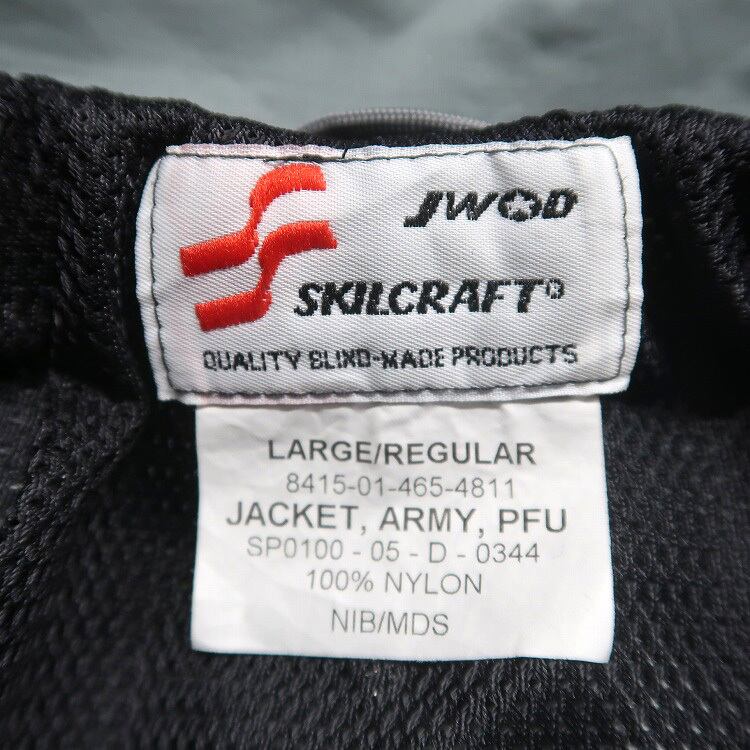 JWOD
SKILCRAFT®
QUALITY BLIND-MADE PRODUCTS
LARGE/REGULAR
8415-01-465-4811
JACKET, ARMY, PFU
SP0100 - 05 - D - 0344
100% NYLON
NIB/MDS